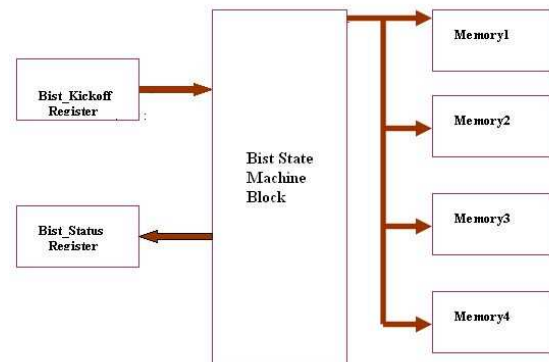 Bist_Kickoff
Register
Bist_Status
Register
Bist State
Machine
Block
Memory1
Memory2
Memory3
Memory4